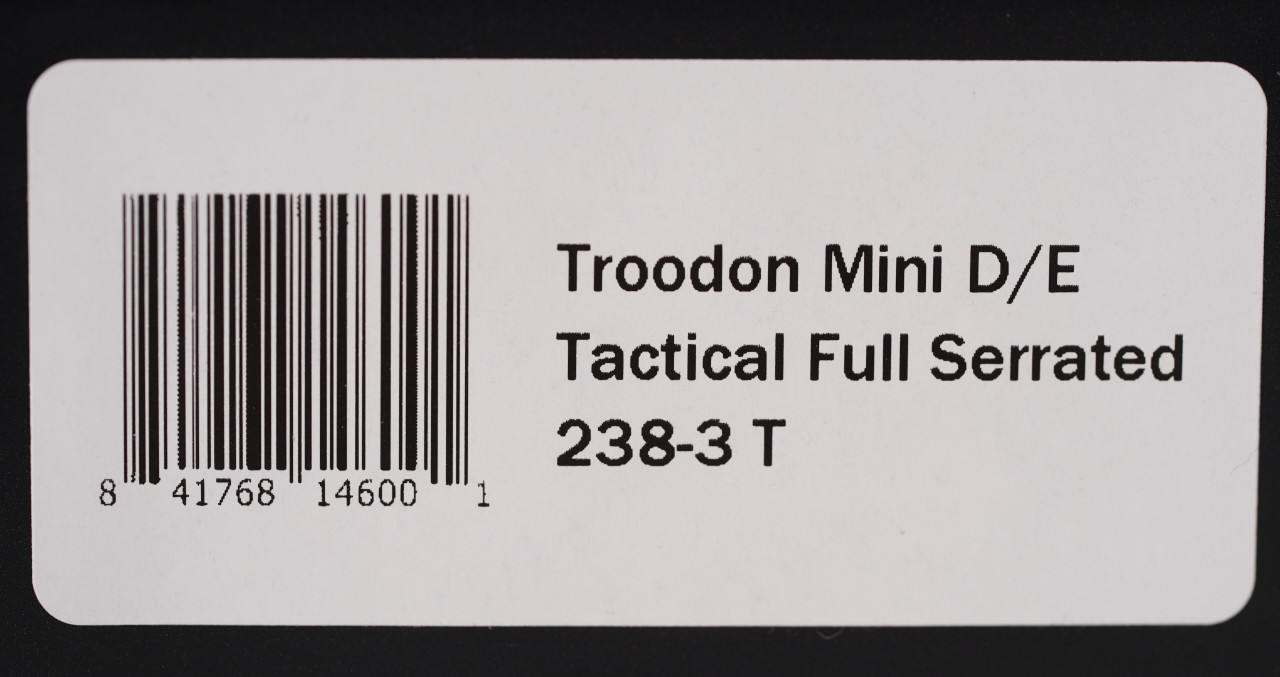 Troodon Mini D/E
Tactical Full Serrated
238-3 T
8 41768 14600 1